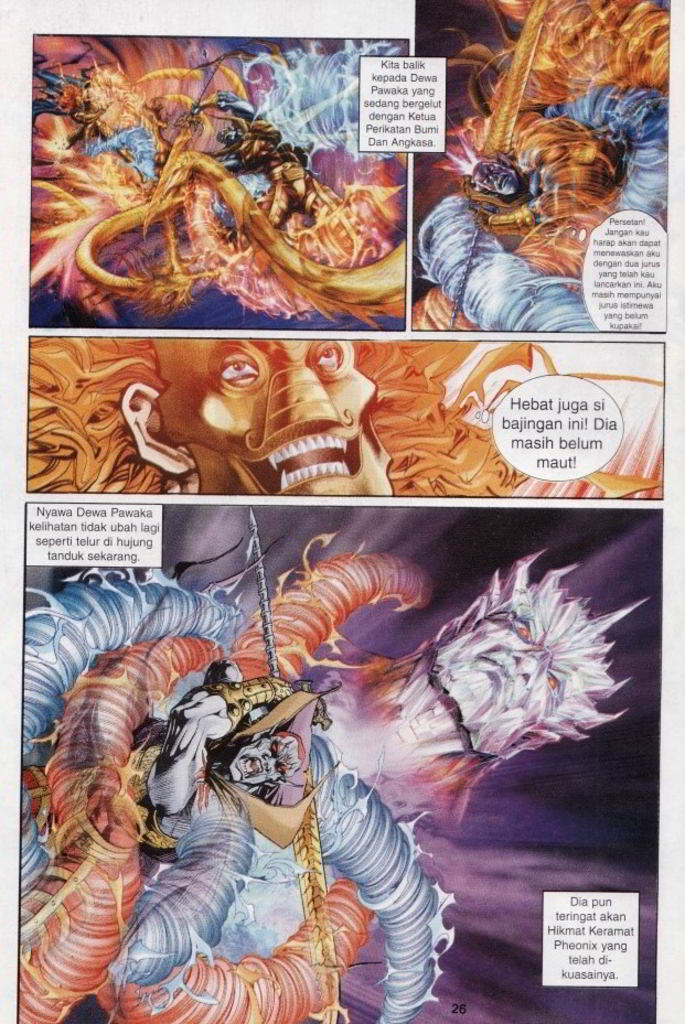 Kita balik
kepada Dewa
Pawaka yang
sedang bergelut
dengan Ketua
Perikatan Bumi
Dan Angkasa.
Persetan!
Jangan kau
harap akan dapat
menewaskan aku
dengan dua jurus
yang telah kau
lancarkan ini. Aku
masih mempunyai
jurus istimewa
yang belum
kupakai!
Hebat juga si
bajingan ini! Dia
masih belum
maut!
Nyawa Dewa Pawaka
kelihatan tidak ubah lagi
seperti telur di hujung
tanduk sekarang.
Dia pun
teringat akan
Hikmat Keramat
Pheonix yang
telah di-
kuasainya.
26